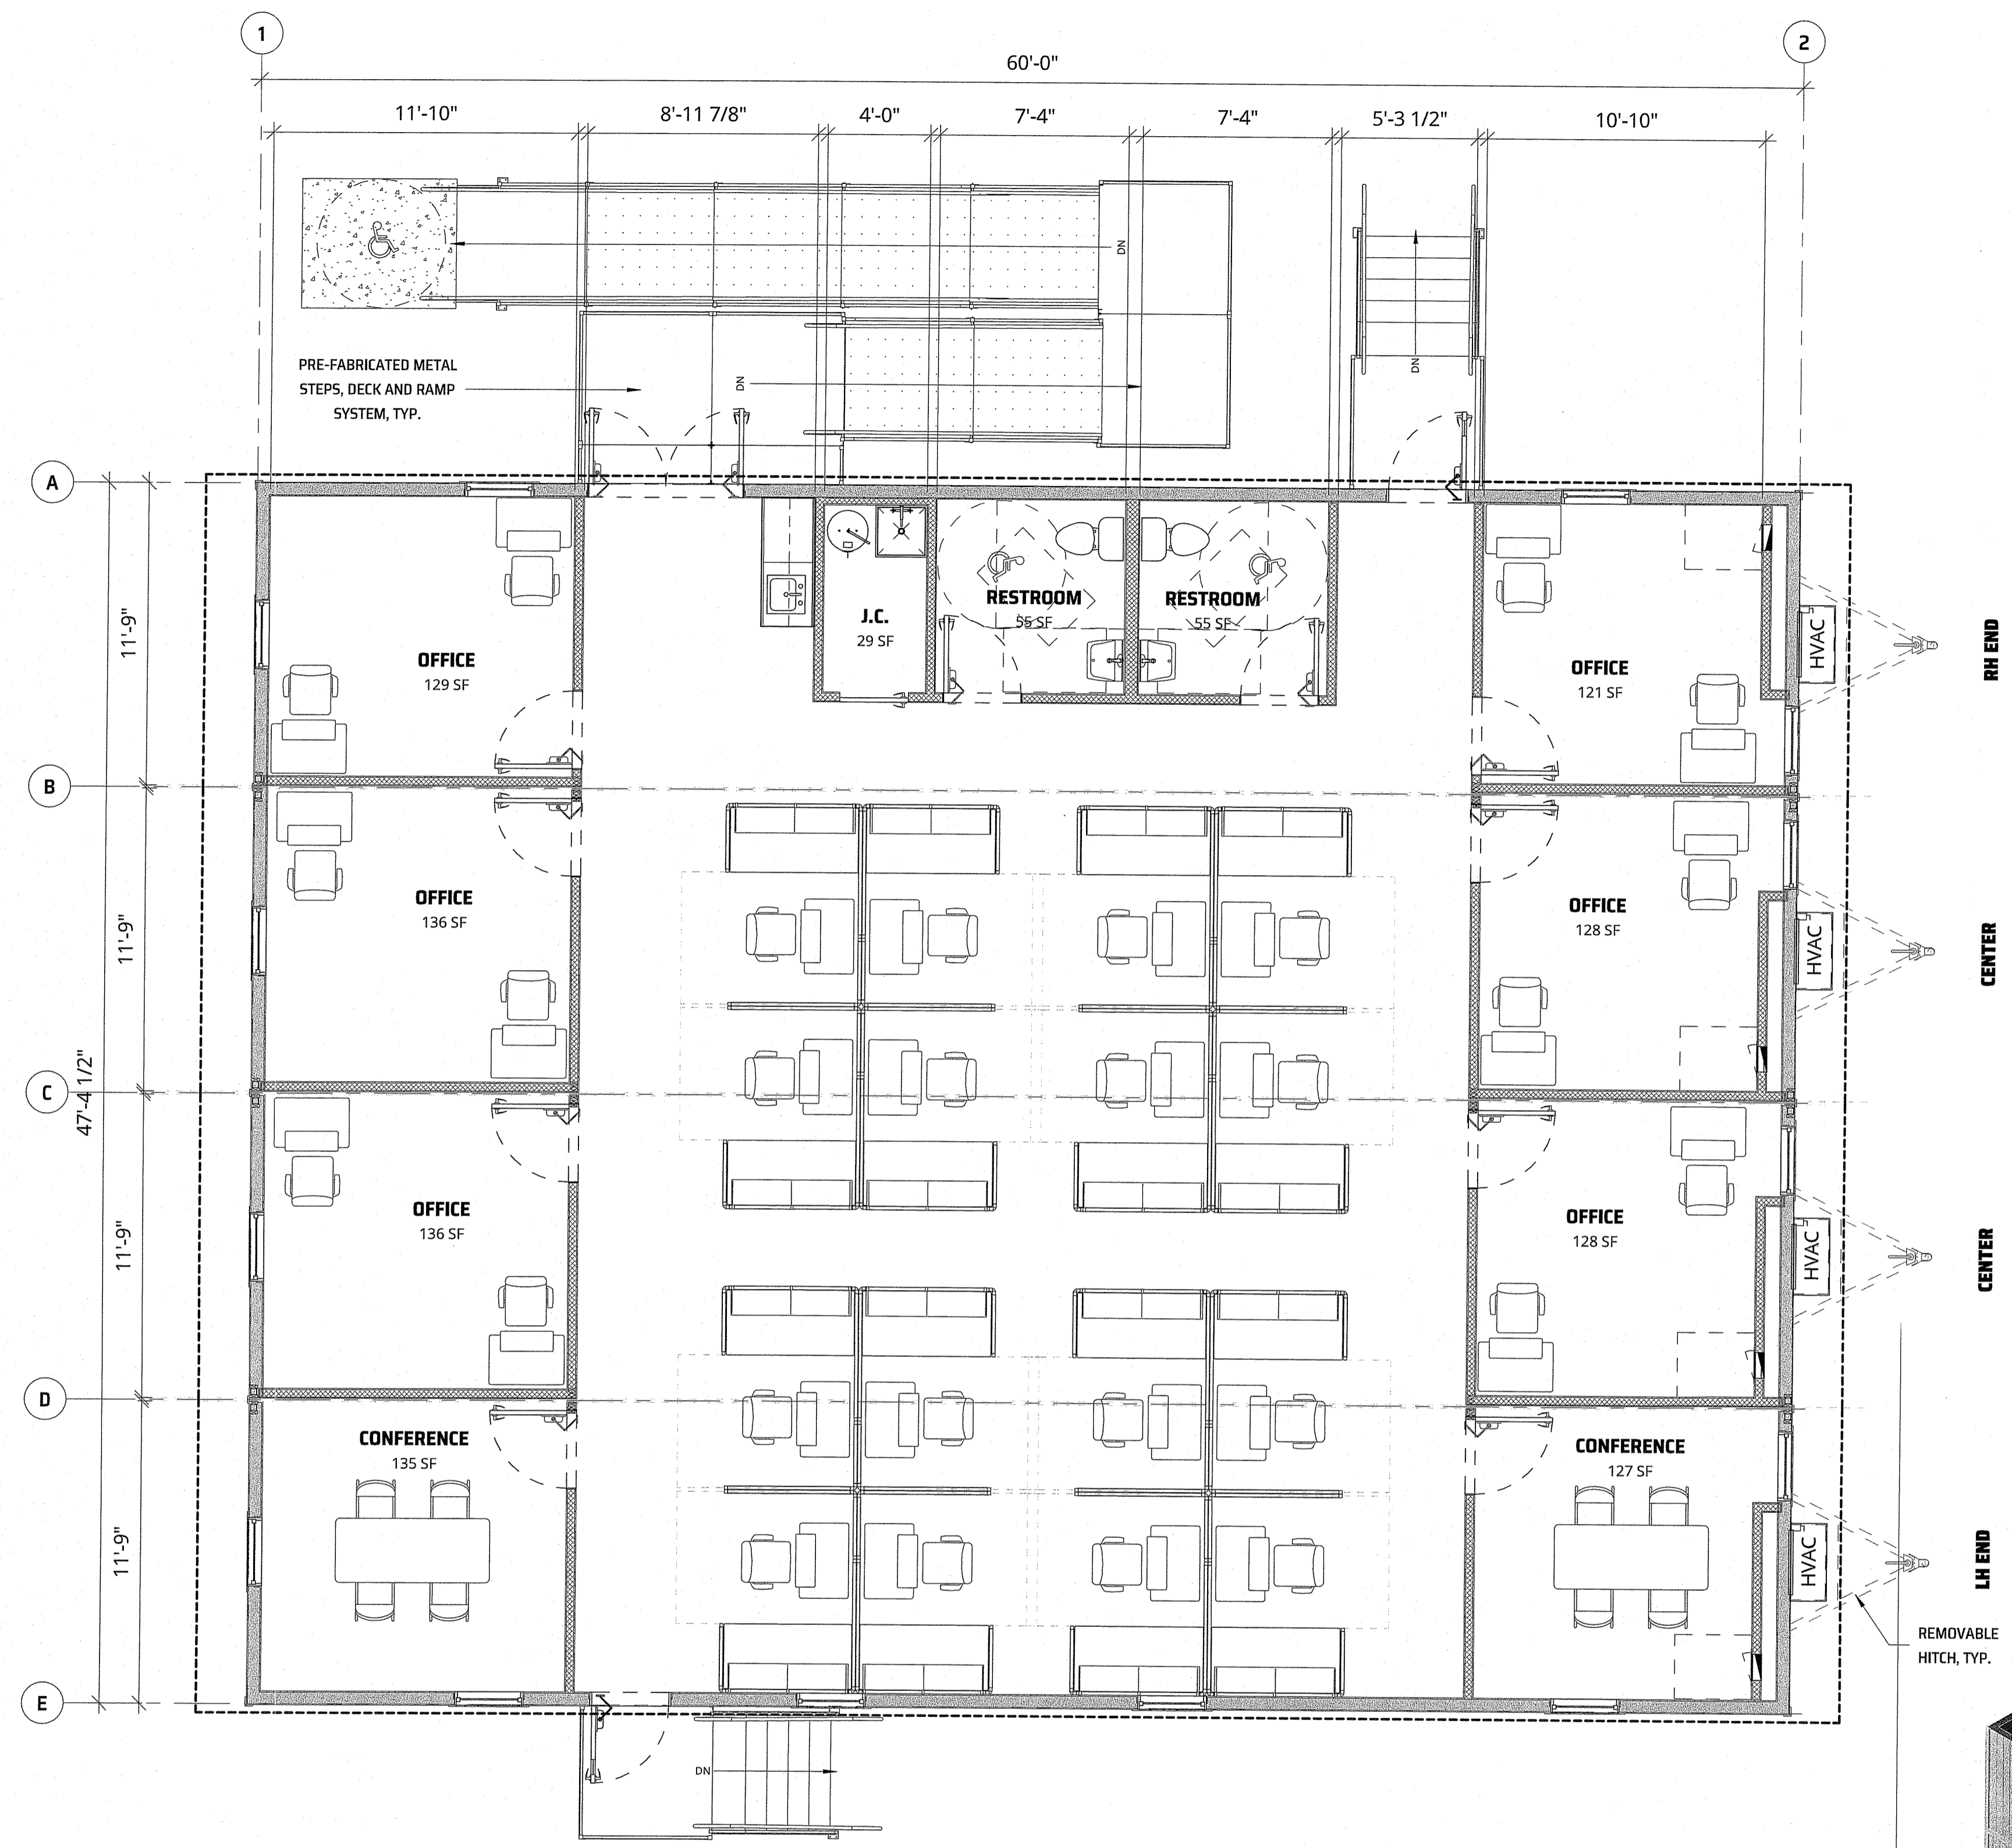 1
2
60'-0"
11'-10"
8'-11 7/8"
4'-0"
7'-4"
7'-4"
5'-3 1/2"
10'-10"
DN
PRE-FABRICATED METAL
STEPS, DECK AND RAMP
SYSTEM, TYP.
DN
DN
A
11'-9"
OFFICE
129 SF
J.C.
29 SF
RESTROOM
55 SF
RESTROOM
55 SF
OFFICE
121 SF
HVAC
RH END
B
11'-9"
OFFICE
136 SF
OFFICE
128 SF
HVAC
CENTER
C
47'-4 1/2"
11'-9"
OFFICE
136 SF
OFFICE
128 SF
HVAC
CENTER
D
11'-9"
CONFERENCE
135 SF
CONFERENCE
127 SF
HVAC
LH END
REMOVABLE
HITCH, TYP.
E
DN